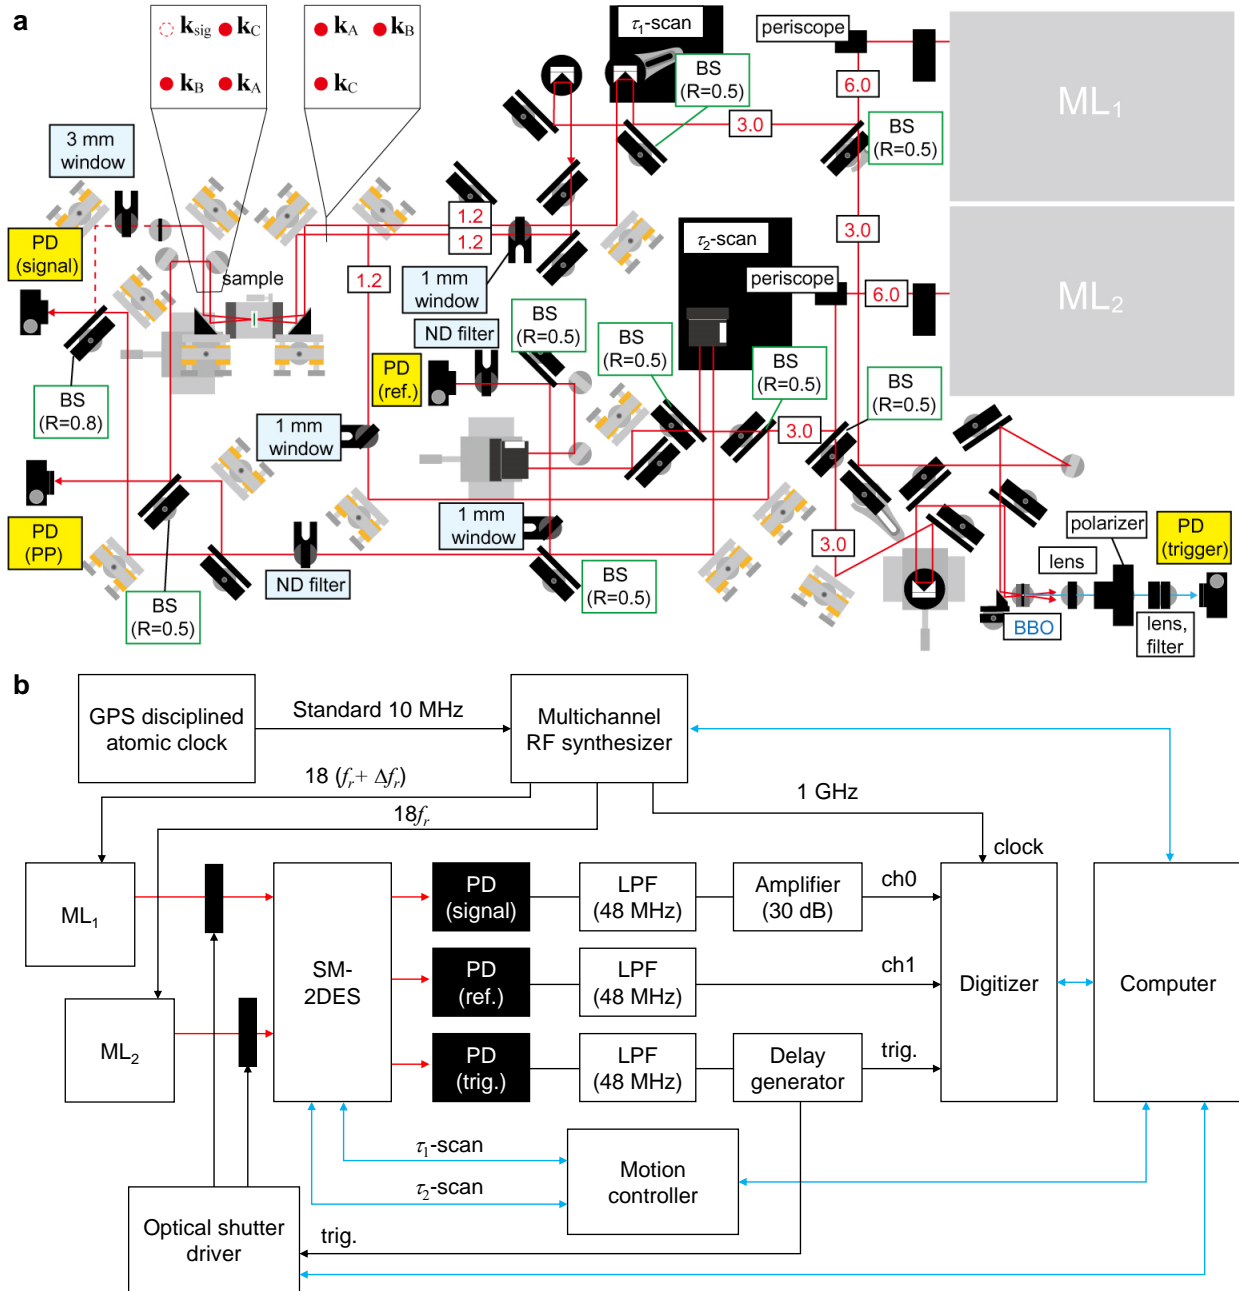 a
k_sig k_C
k_B k_A
k_A k_B
k_C
τ1-scan
BS
(R=0.5)
periscope
6.0
ML1
3.0
BS
(R=0.5)
3 mm
window
1.2
1.2
3.0
τ2-scan
PD
(signal)
sample
1.2
1 mm
window
periscope
6.0
ML2
ND filter
BS
(R=0.5)
BS
(R=0.5)
BS
(R=0.5)
BS
(R=0.5)
PD
(ref.)
BS
(R=0.8)
1 mm
window
3.0
PD
(PP)
1 mm
window
3.0
polarizer
PD
(trigger)
lens
ND filter
BS
(R=0.5)
BS
(R=0.5)
BBO
lens,
filter
b
GPS disciplined
atomic clock
Standard 10 MHz
Multichannel
RF synthesizer
18 (f_r + Δf_r)
18f_r
1 GHz
clock
ML1
ML2
SM-
2DES
PD
(signal)
LPF
(48 MHz)
Amplifier
(30 dB)
ch0
PD
(ref.)
LPF
(48 MHz)
ch1
PD
(trig.)
LPF
(48 MHz)
Delay
generator
trig.
Digitizer
Computer
τ1-scan
τ2-scan
Motion
controller
Optical shutter
driver
trig.